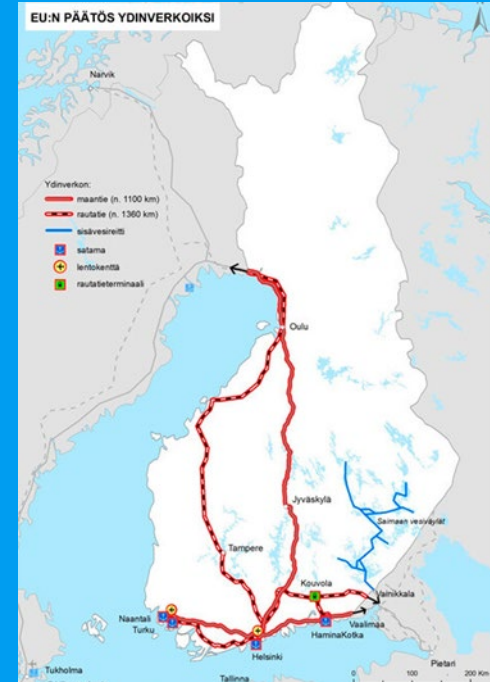 EU:N PÄÄTÖS YDINVERKOIKSI
Narvik
Ydinverkon:
maantie (n. 1100 km)
rautatie (n. 1360 km)
sisävesireitti
satama
lentokenttä
rautatieterminaali
Oulu
Jyväskylä
Saimaan vesiväylät
Tampere
Kouvola
Vainikkala
Naantali
Turku
Vaalimaa
HaminaKotka
Helsinki
Pietari
Tukholma
Tallinna
0 100 200 Km